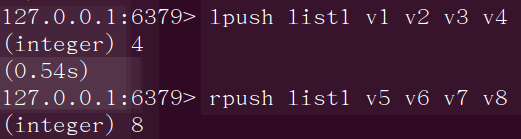 127.0.0.1:6379> lpush list1 v1 v2 v3 v4
(integer) 4
(0.54s)
127.0.0.1:6379> rpush list1 v5 v6 v7 v8
(integer) 8